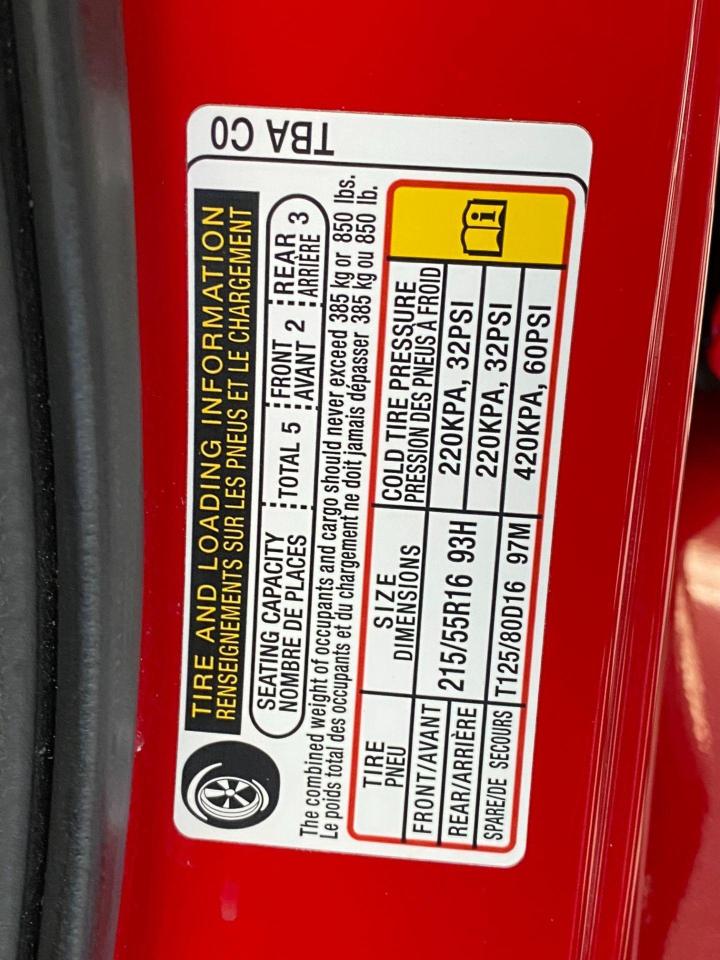 TBA C0
TIRE AND LOADING INFORMATION
RENSEIGNEMENTS SUR LES PNEUS ET LE CHARGEMENT
SEATING CAPACITY TOTAL 5 FRONT 2 REAR 3
NOMBRE DE PLACES AVANT ARRIÈRE
The combined weight of occupants and cargo should never exceed 385 kg or 850 lbs.
Le poids total des occupants et du chargement ne doit jamais dépasser 385 kg ou 850 lb.
TIRE SIZE COLD TIRE PRESSURE
PNEU DIMENSIONS PRESSION DES PNEUS À FROID
FRONT/AVANT 215/55R16 93H 220KPA, 32PSI
REAR/ARRIÈRE 220KPA, 32PSI
SPARE/DE SECOURS T125/80D16 97M 420KPA, 60PSI